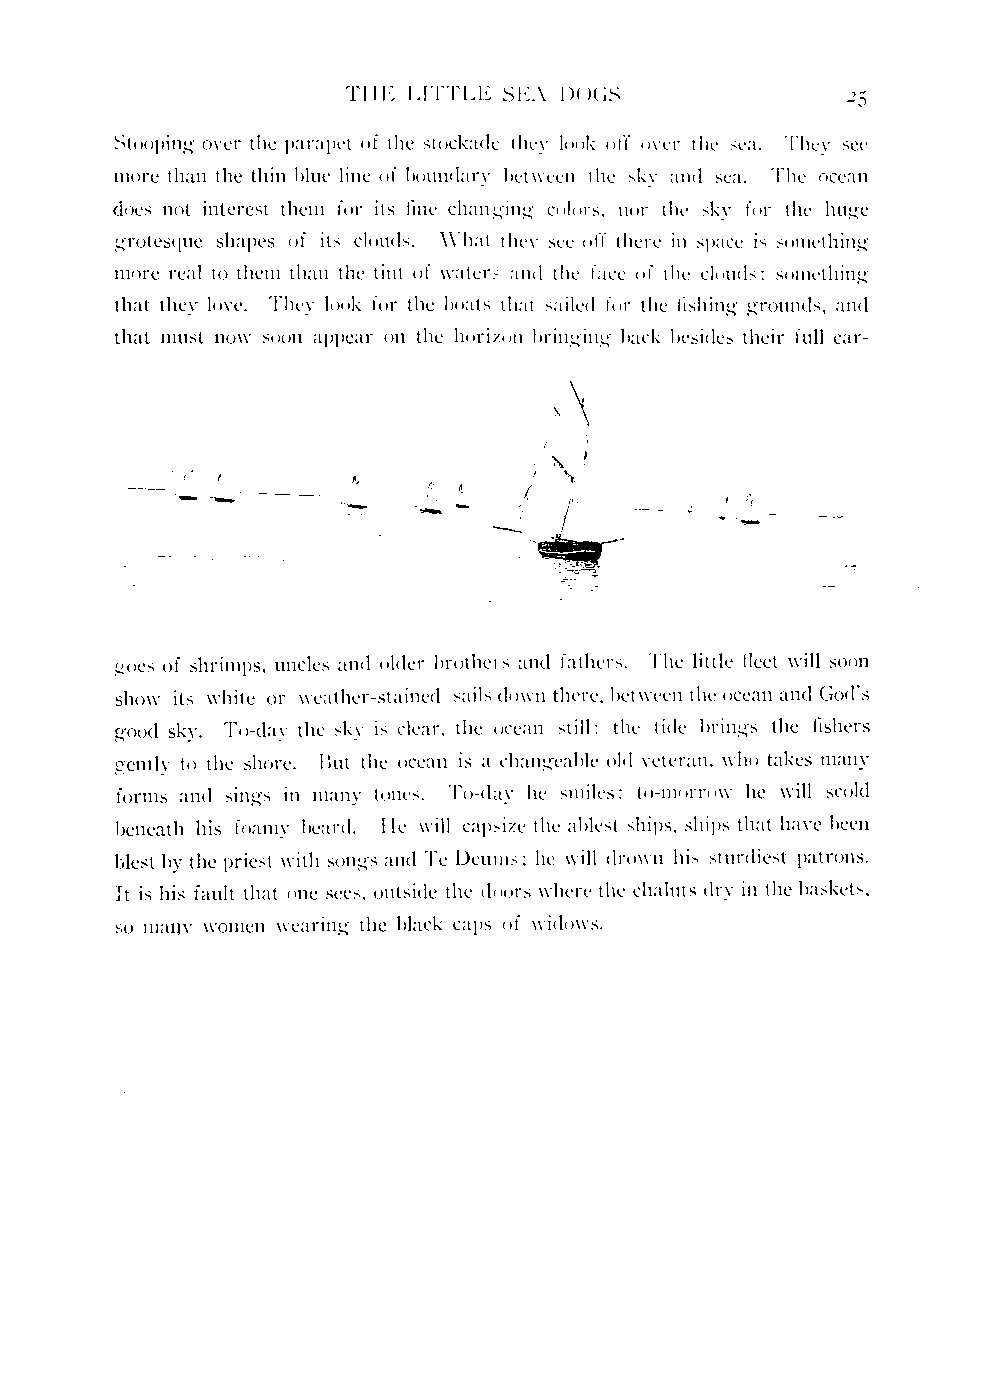 THE LITTLE SEA DOGS 25
Stooping over the parapet of the stockade they look off over the sea. They see
more than the thin blue line of boundary between the sky and sea. The ocean
does not interest them for its fine changing colors, nor the sky for the huge
grotesque shapes of its clouds. What they see off there in space is something
more real to them than the tint of waters and the face of the clouds; something
that they love. They look for the boats that sailed for the fishing grounds, and
that must now soon appear on the horizon bringing back besides their full car-
goes of shrimps, uncles and older brothers and fathers. The little fleet will soon
show its white or weather-stained sails down there, between the ocean and God's
good sky. To-day the sky is clear, the ocean still; the tide brings the fishers
gently to the shore. But the ocean is a changeable old veteran, who takes many
forms and sings in many tones. To-day he smiles; to-morrow he will scold
beneath his foamy beard. He will capsize the ablest ships, ships that have been
blest by the priest with songs and Te Deums; he will drown his sturdiest patrons.
It is his fault that one sees, outside the doors where the chaluts dry in the baskets,
so many women wearing the black caps of widows.